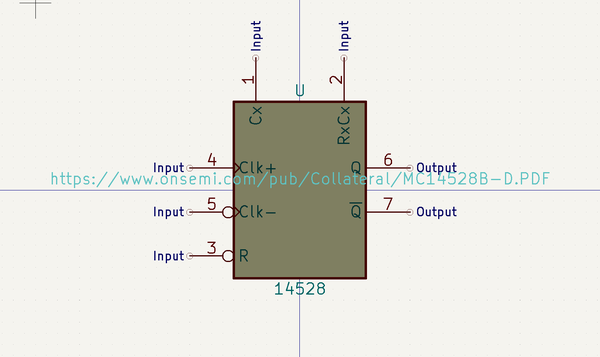 Input Input
1 2
U
Cx RxCx
Input 4 Clk+ Q 6 Output
https://www.onsemi.com/pub/Collateral/MC14528B-D.PDF
Input 5 Clk- Q̅ 7 Output
Input 3 R
14528